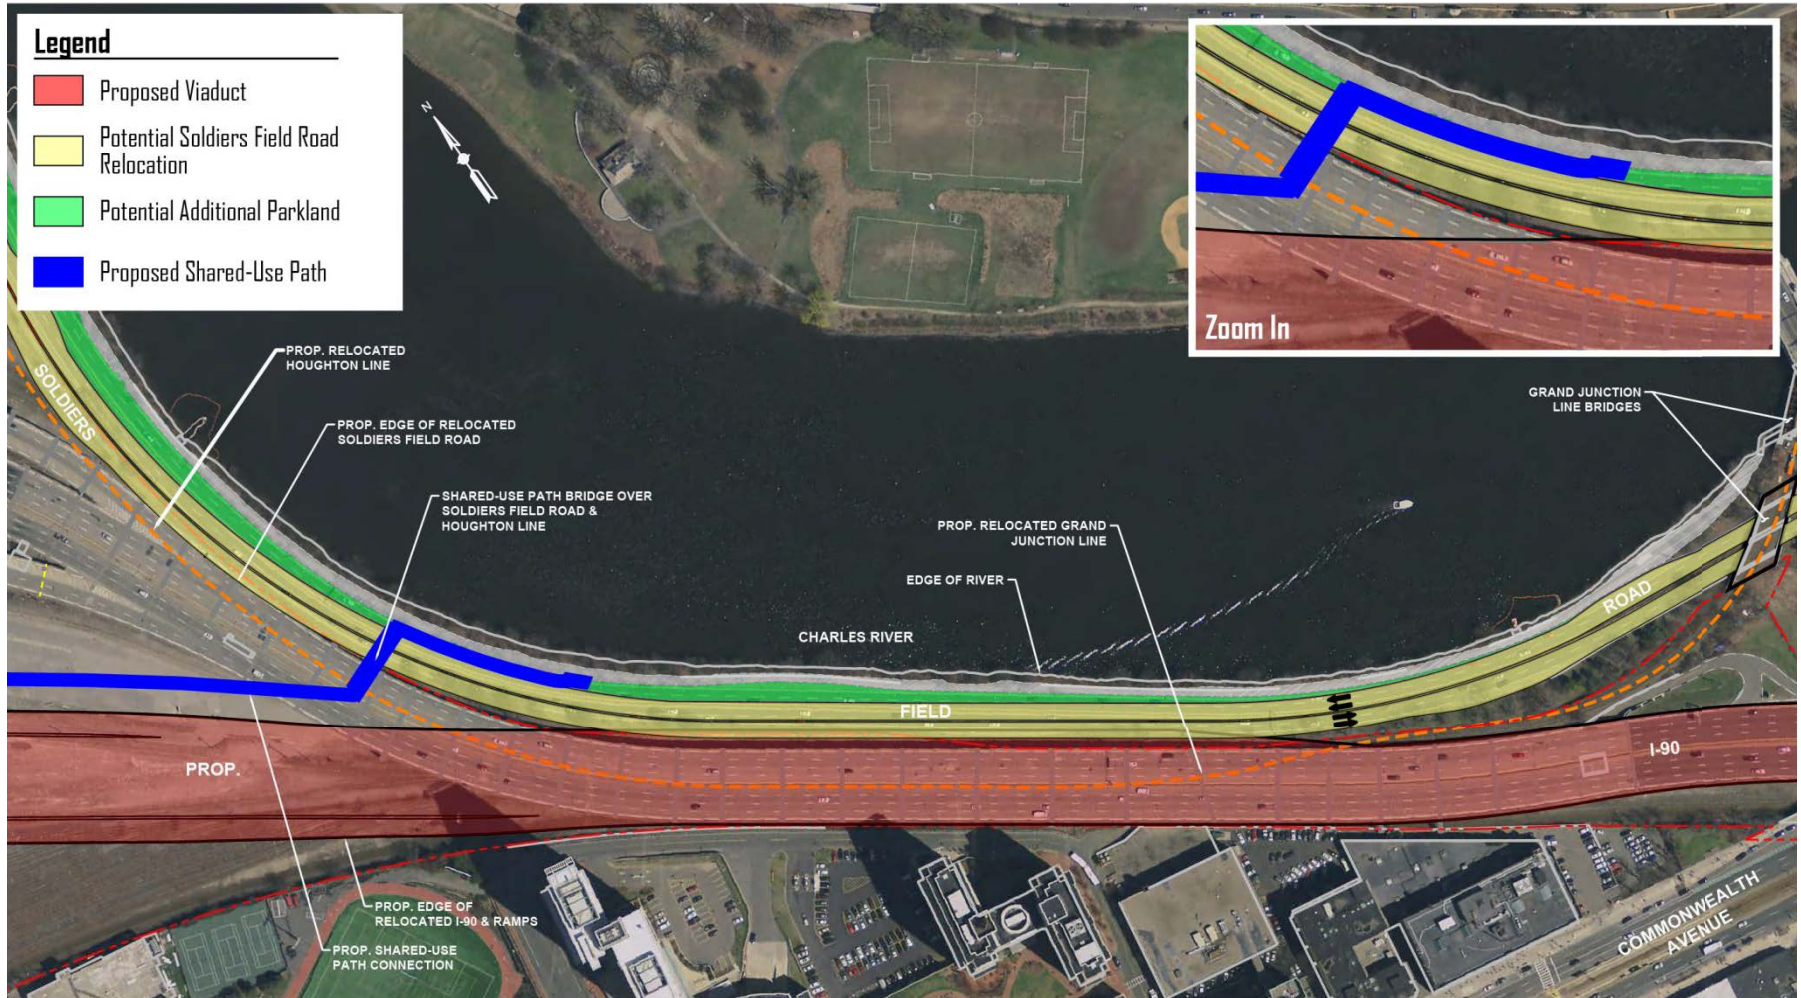 Legend
Proposed Viaduct
Potential Soldiers Field Road
Relocation
Potential Additional Parkland
Proposed Shared-Use Path
N
Zoom In
PROP. RELOCATED
HOUGHTON LINE
SOLDIERS
PROP. EDGE OF RELOCATED
SOLDIERS FIELD ROAD
SHARED-USE PATH BRIDGE OVER
SOLDIERS FIELD ROAD &
HOUGHTON LINE
GRAND JUNCTION
LINE BRIDGES
PROP. RELOCATED GRAND
JUNCTION LINE
EDGE OF RIVER
CHARLES RIVER
ROAD
FIELD
PROP.
I-90
PROP. EDGE OF
RELOCATED I-90 & RAMPS
PROP. SHARED-USE
PATH CONNECTION
COMMONWEALTH
AVENUE